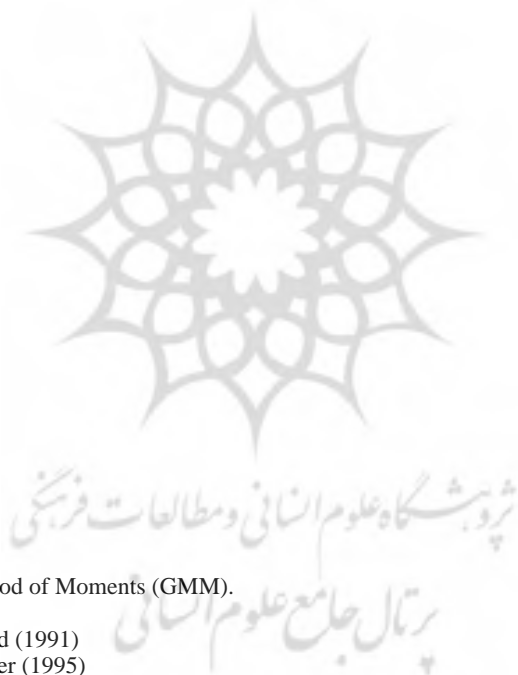 پژوهشگاه علوم انسانی و مطالعات فرهنگی
od of Moments (GMM).
پرتال جامع علوم انسانی
d (1991)
er (1995)